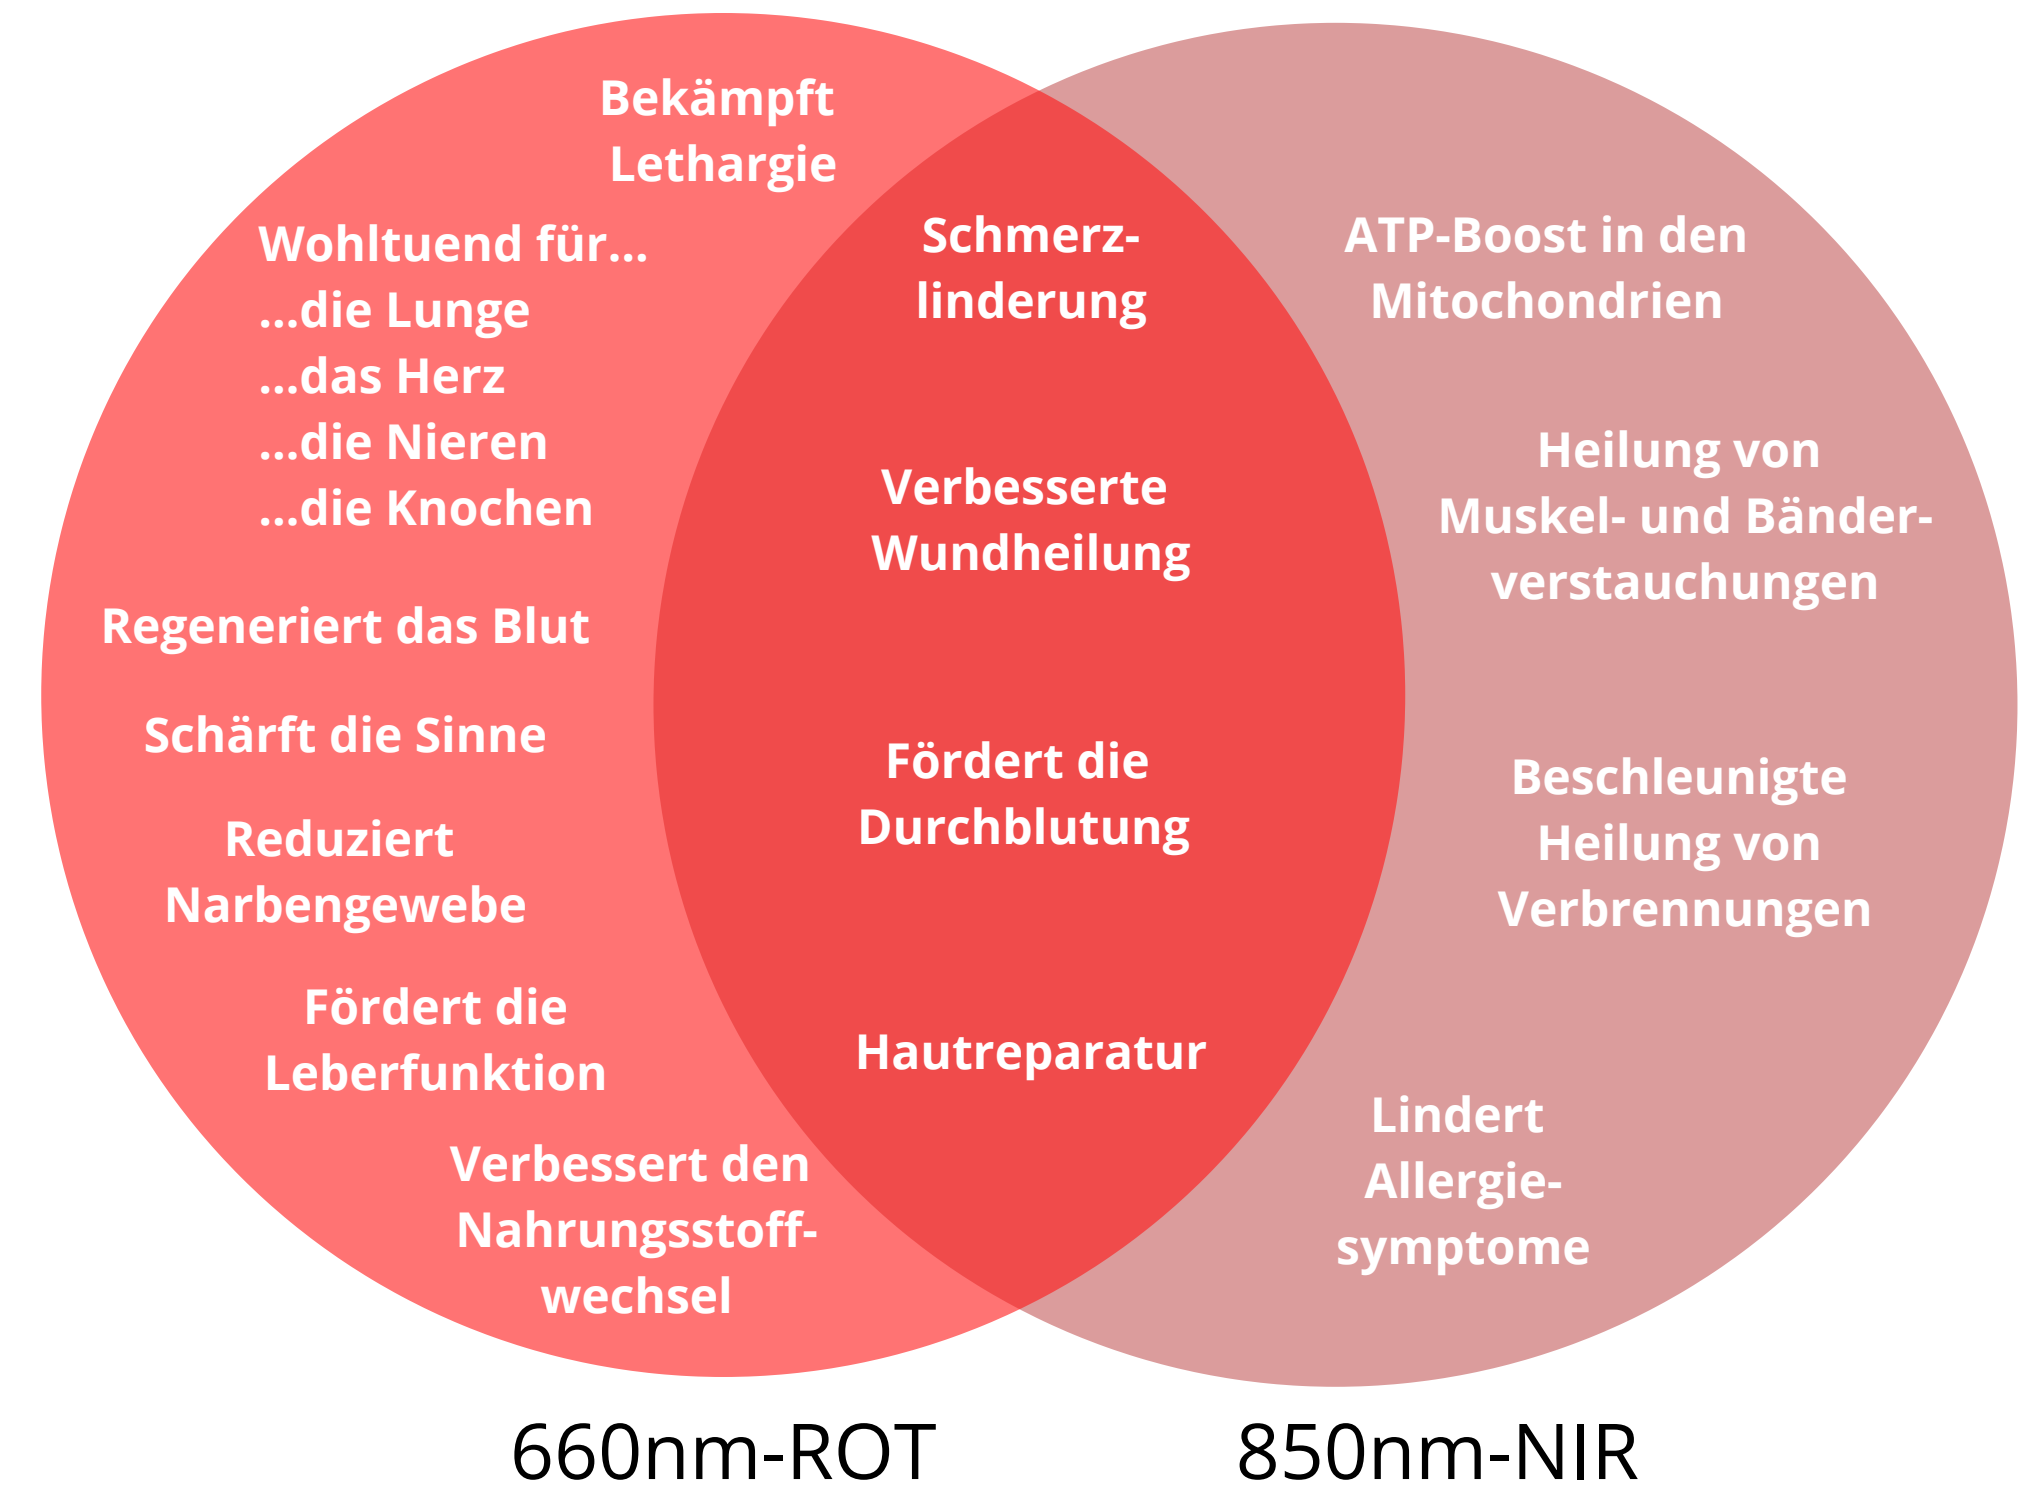 Bekämpft
Lethargie
Wohltuend für...
...die Lunge
...das Herz
...die Nieren
...die Knochen
Regeneriert das Blut
Schärft die Sinne
Reduziert
Narbengewebe
Fördert die
Leberfunktion
Verbessert den
Nahrungsstoff-
wechsel
Schmerz-
linderung
Verbesserte
Wundheilung
Fördert die
Durchblutung
Hautreparatur
ATP-Boost in den
Mitochondrien
Heilung von
Muskel- und Bänder-
verstauchungen
Beschleunigte
Heilung von
Verbrennungen
Lindert
Allergie-
symptome
660nm-ROT
850nm-NIR